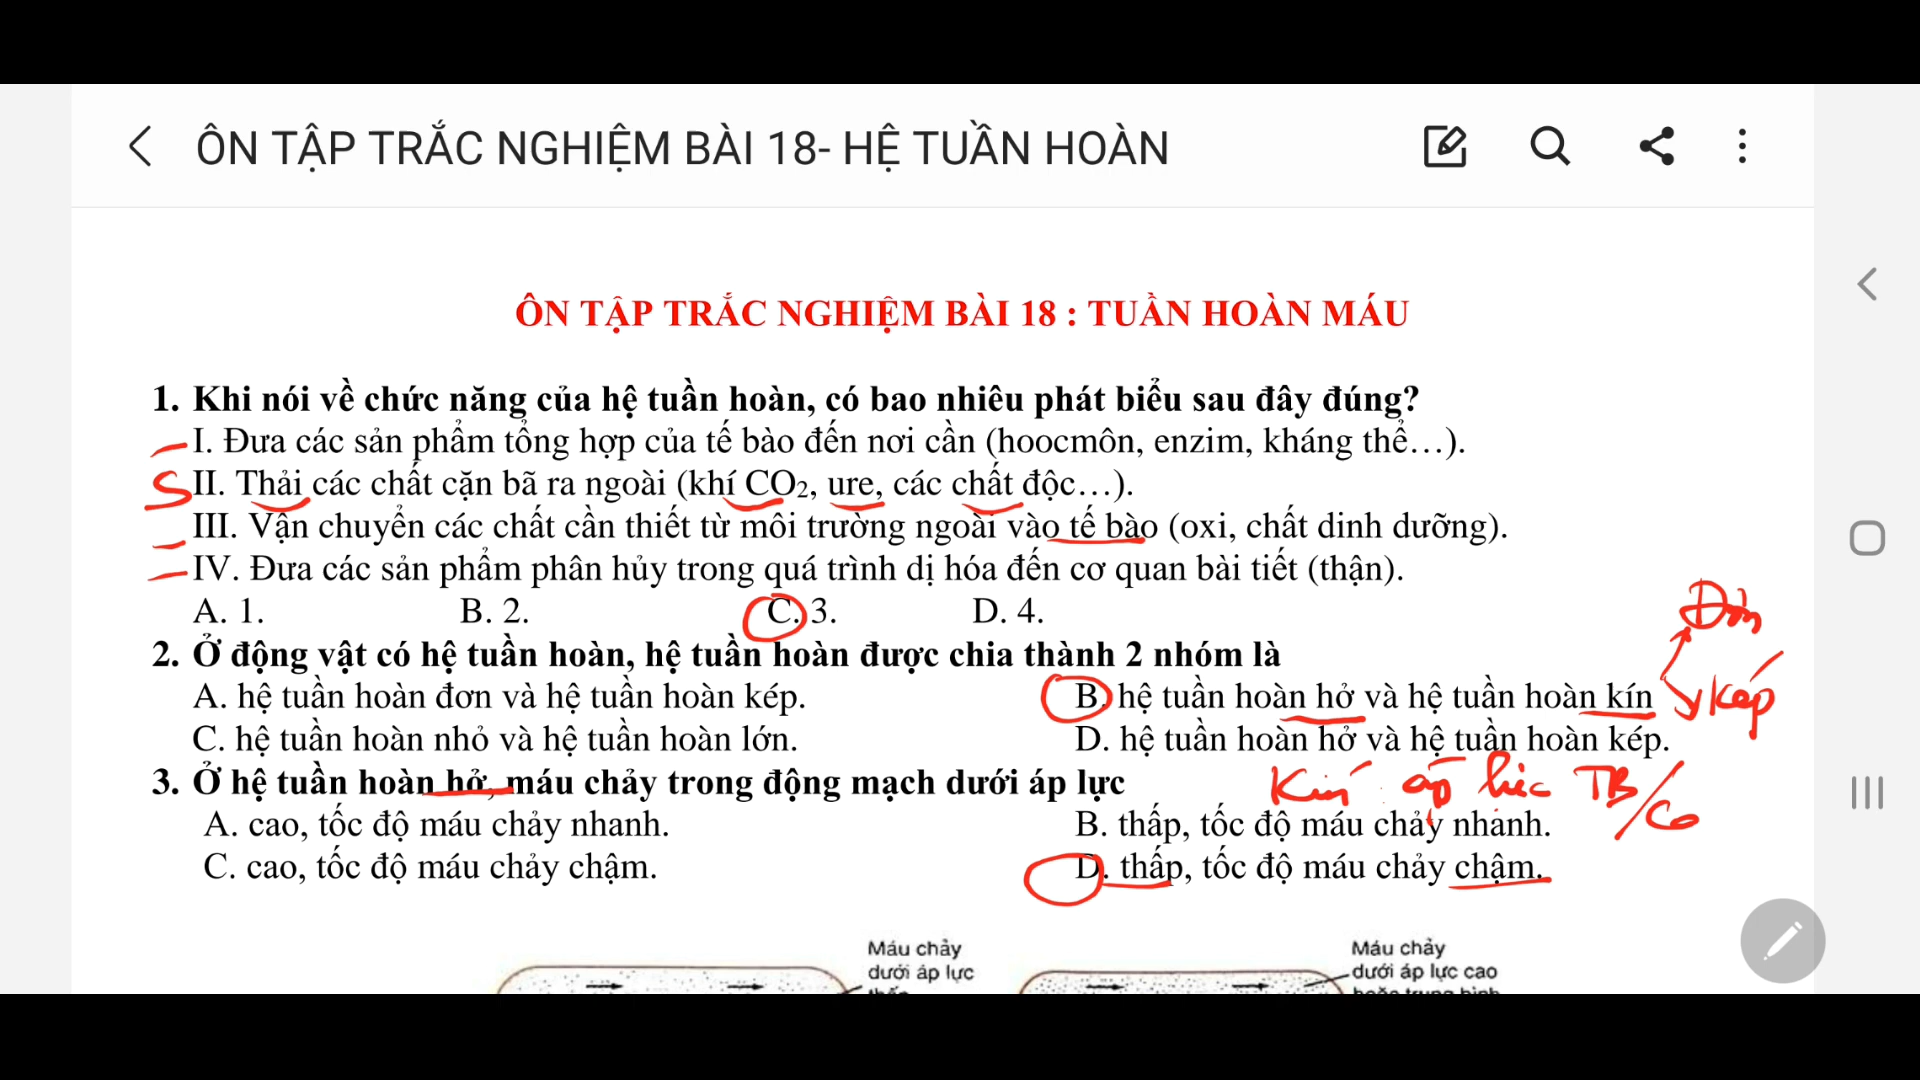 ÔN TẬP TRẮC NGHIỆM BÀI 18- HỆ TUẦN HOÀN
ÔN TẬP TRẮC NGHIỆM BÀI 18 : TUẦN HOÀN MÁU
1. Khi nói về chức năng của hệ tuần hoàn, có bao nhiêu phát biểu sau đây đúng?
I. Đưa các sản phẩm tổng hợp của tế bào đến nơi cần (hoocmôn, enzim, kháng thể…).
S II. Thải các chất cặn bã ra ngoài (khí CO₂, ure, các chất độc…).
III. Vận chuyển các chất cần thiết từ môi trường ngoài vào tế bào (oxi, chất dinh dưỡng).
IV. Đưa các sản phẩm phân hủy trong quá trình dị hóa đến cơ quan bài tiết (thận).
A. 1. B. 2. C. 3. D. 4.
Đơn
2. Ở động vật có hệ tuần hoàn, hệ tuần hoàn được chia thành 2 nhóm là
A. hệ tuần hoàn đơn và hệ tuần hoàn kép. B. hệ tuần hoàn hở và hệ tuần hoàn kín
kép
C. hệ tuần hoàn nhỏ và hệ tuần hoàn lớn. D. hệ tuần hoàn hở và hệ tuần hoàn kép.
3. Ở hệ tuần hoàn hở, máu chảy trong động mạch dưới áp lực
Kín áp lực TB/Co
A. cao, tốc độ máu chảy nhanh. B. thấp, tốc độ máu chảy nhanh.
C. cao, tốc độ máu chảy chậm. D. thấp, tốc độ máu chảy chậm.
Máu chảy
dưới áp lực
Máu chảy
dưới áp lực cao